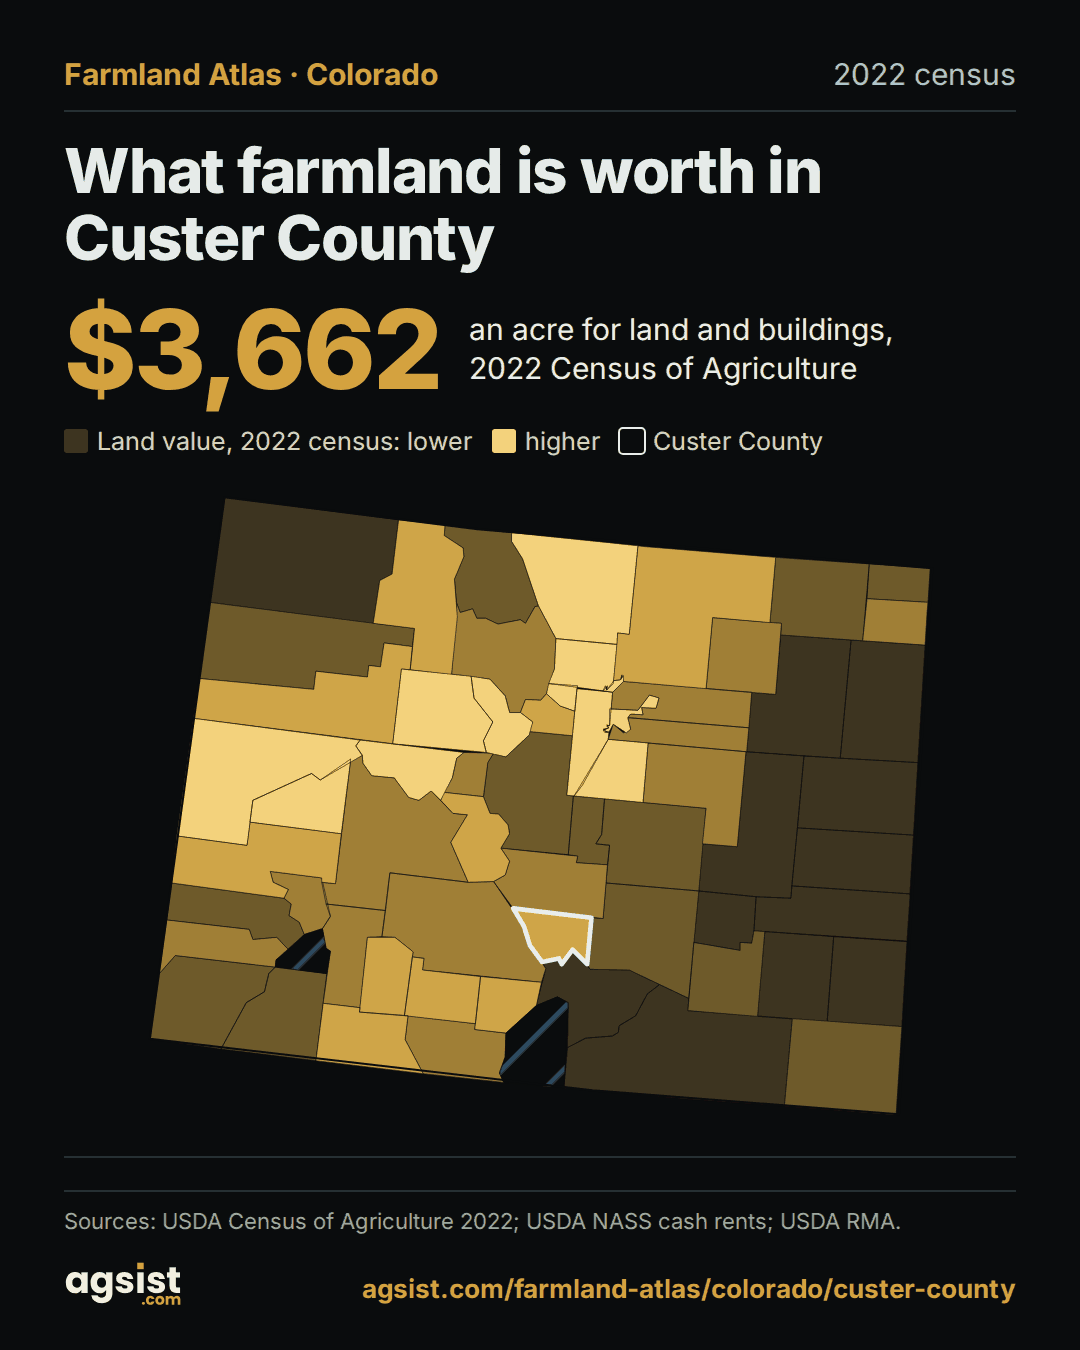 Farmland Atlas · Colorado
2022 census
What farmland is worth in
Custer County
$3,662
an acre for land and buildings,
2022 Census of Agriculture
Land value, 2022 census: lower
higher
Custer County
Sources: USDA Census of Agriculture 2022; USDA NASS cash rents; USDA RMA.
agsist
.com
agsist.com/farmland-atlas/colorado/custer-county